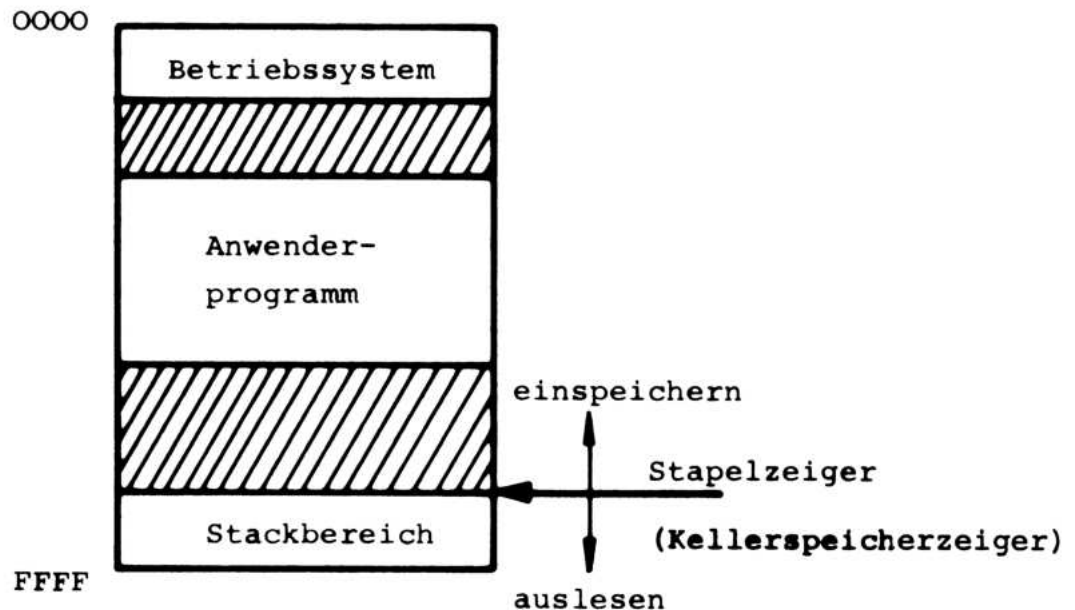 0000
Betriebssystem
Anwender-
programm
einspeichern
Stapelzeiger
Stackbereich
(Kellerspeicherzeiger)
FFFF
auslesen